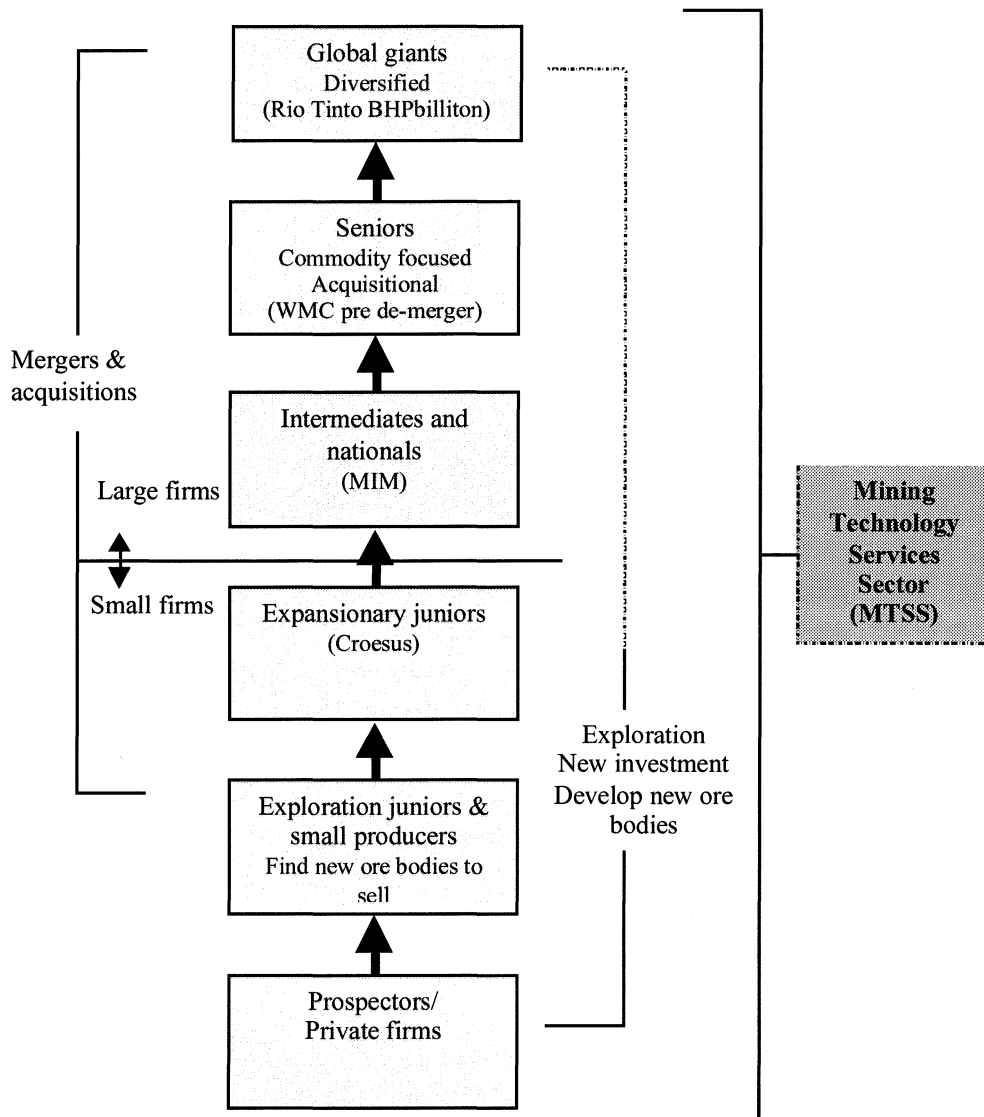 Global giants
Diversified
(Rio Tinto BHPbilliton)
Seniors
Commodity focused
Acquisitional
(WMC pre de-merger)
Mergers &
acquisitions
Intermediates and
nationals
(MIM)
Large firms
Small firms
Expansionary juniors
(Croesus)
Mining
Technology
Services
Sector
(MTSS)
Exploration
New investment
Develop new ore
bodies
Exploration juniors &
small producers
Find new ore bodies to
sell
Prospectors/
Private firms